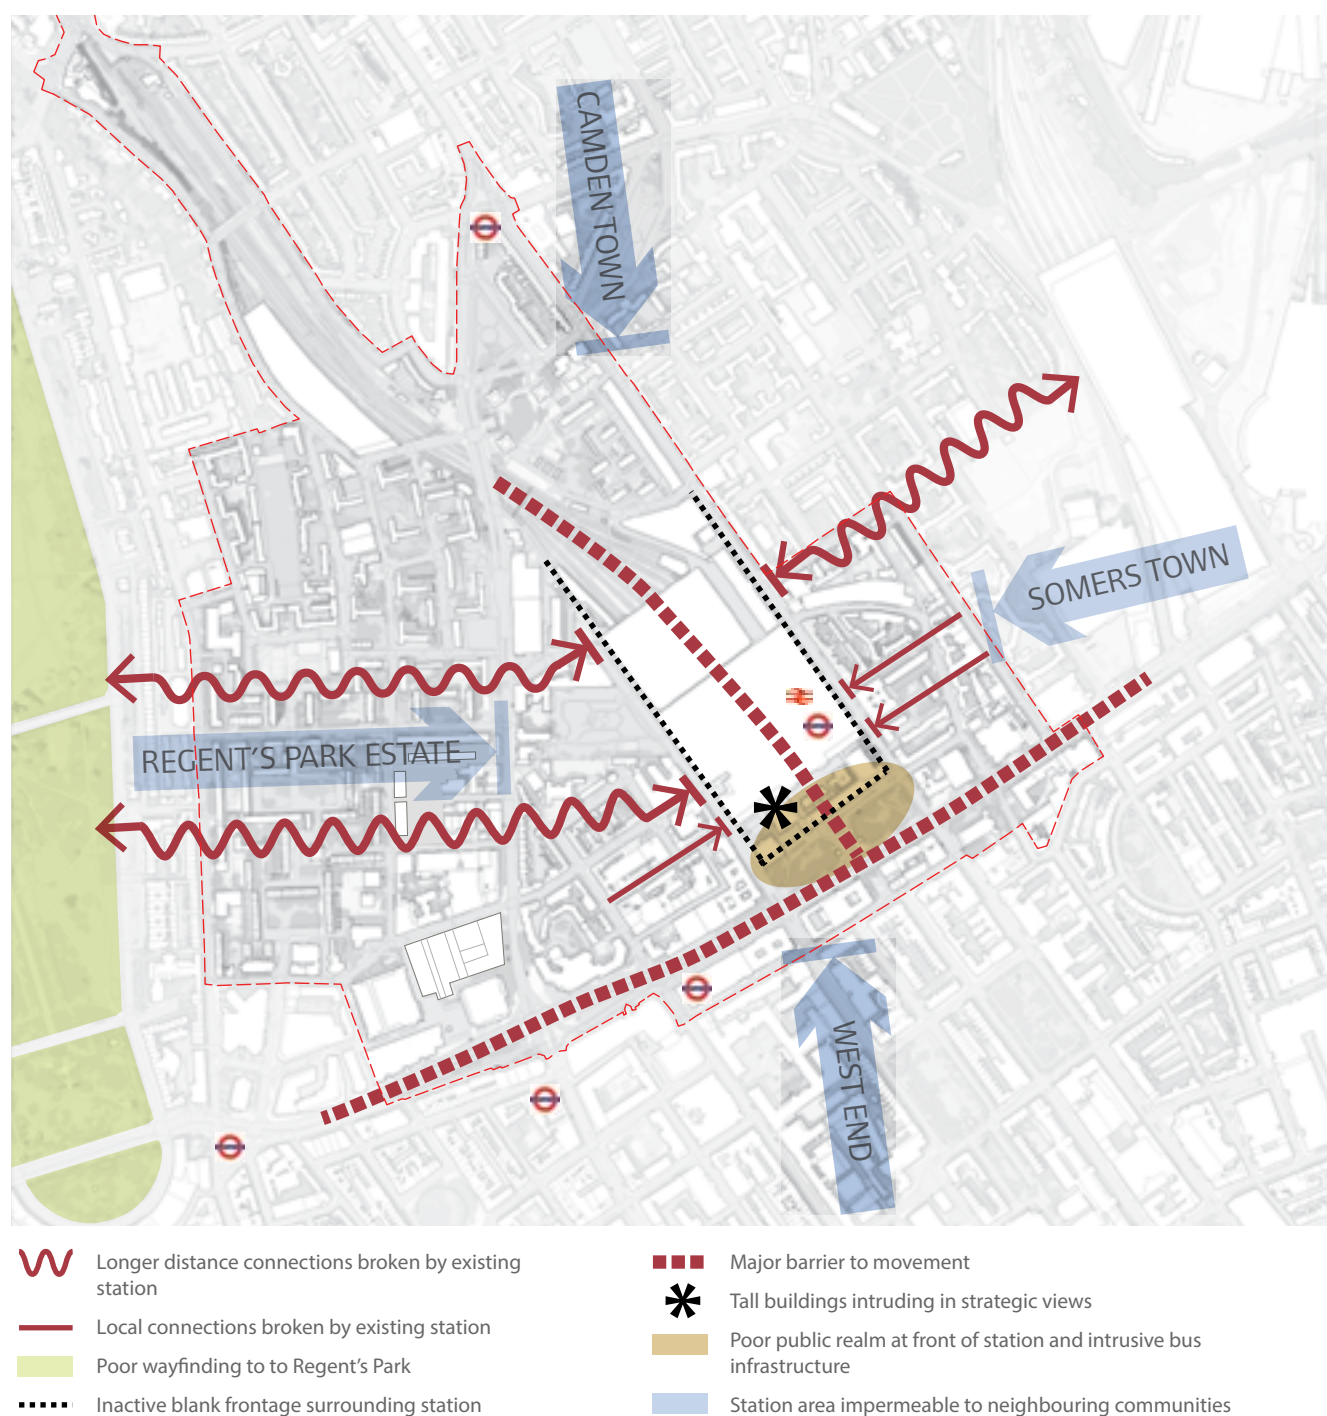 CAMDEN TOWN
SOMERS TOWN
REGENT'S PARK ESTATE
WEST END
Longer distance connections broken by existing
station
Local connections broken by existing station
Poor wayfinding to to Regent's Park
Inactive blank frontage surrounding station
Major barrier to movement
Tall buildings intruding in strategic views
Poor public realm at front of station and intrusive bus
infrastructure
Station area impermeable to neighbouring communities